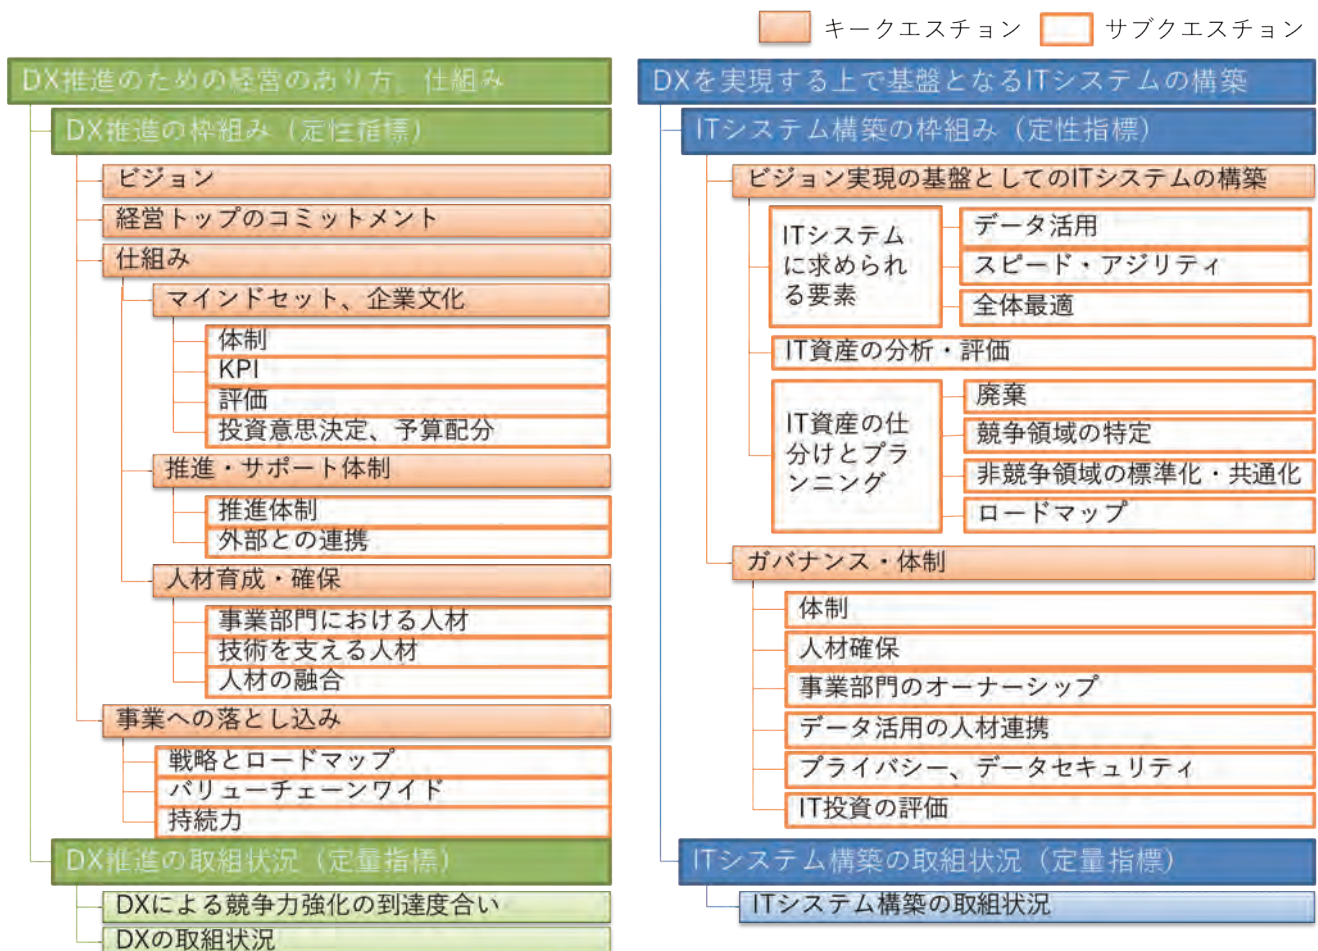 キークエスチョン
サブクエスチョン
DX推進のための経営のあり方、仕組み
DX推進の枠組み（定性指標）
ビジョン
経営トップのコミットメント
仕組み
マインドセット、企業文化
体制
KPI
評価
投資意思決定、予算配分
推進・サポート体制
推進体制
外部との連携
人材育成・確保
事業部門における人材
技術を支える人材
人材の融合
事業への落とし込み
戦略とロードマップ
バリューチェーンワイド
持続力
DX推進の取組状況（定量指標）
DXによる競争力強化の到達度合い
DXの取組状況
DXを実現する上で基盤となるITシステムの構築
ITシステム構築の枠組み（定性指標）
ビジョン実現の基盤としてのITシステムの構築
ITシステム
に求められ
る要素
データ活用
スピード・アジリティ
全体最適
IT資産の分析・評価
IT資産の仕
分けとプラ
ンニング
廃棄
競争領域の特定
非競争領域の標準化・共通化
ロードマップ
ガバナンス・体制
体制
人材確保
事業部門のオーナーシップ
データ活用の人材連携
プライバシー、データセキュリティ
IT投資の評価
ITシステム構築の取組状況（定量指標）
ITシステム構築の取組状況